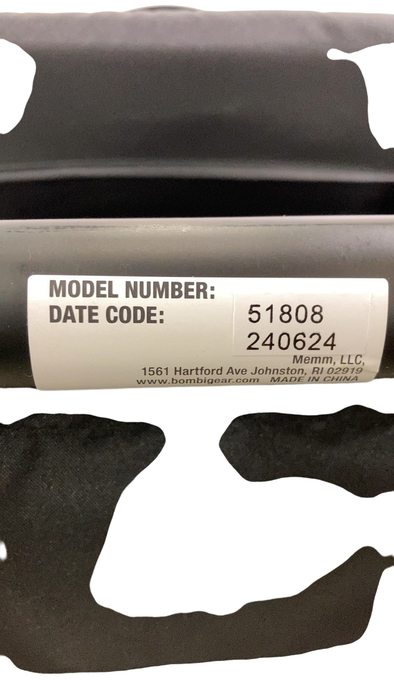 MODEL NUMBER: 51808
DATE CODE: 240624
Memm, LLC,
1561 Hartford Ave Johnston, RI 02919
www.bombigear.com MADE IN CHINA